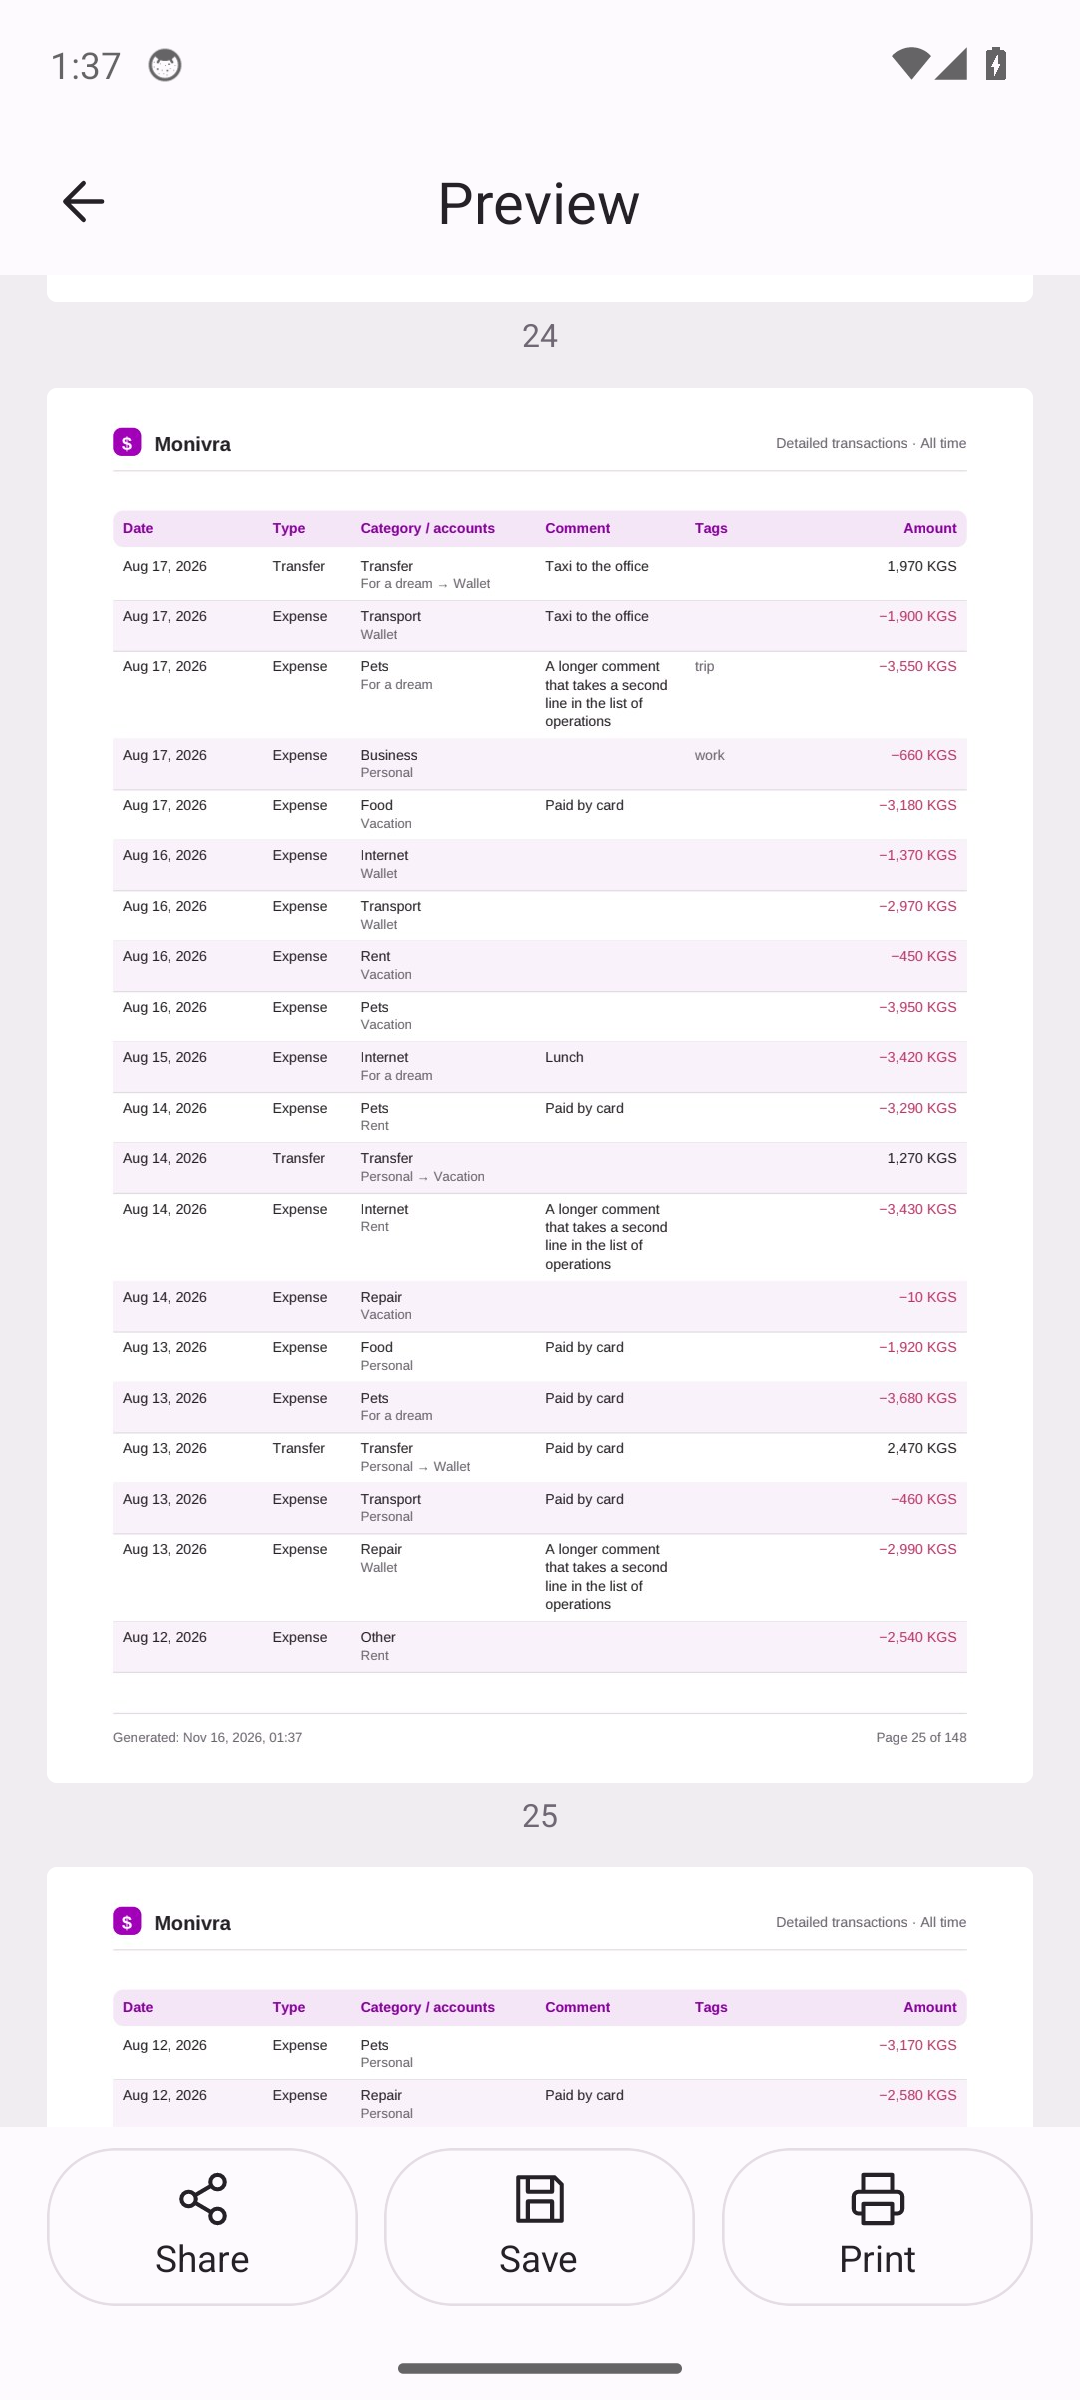 1:37
Preview
24
$ Monivra Detailed transactions · All time
Date Type Category / accounts Comment Tags Amount
Aug 17, 2026 Transfer Transfer Taxi to the office 1,970 KGS
For a dream → Wallet
Aug 17, 2026 Expense Transport Taxi to the office −1,900 KGS
Wallet
Aug 17, 2026 Expense Pets A longer comment trip −3,550 KGS
For a dream that takes a second
line in the list of
operations
Aug 17, 2026 Expense Business work −660 KGS
Personal
Aug 17, 2026 Expense Food Paid by card −3,180 KGS
Vacation
Aug 16, 2026 Expense Internet −1,370 KGS
Wallet
Aug 16, 2026 Expense Transport −2,970 KGS
Wallet
Aug 16, 2026 Expense Rent −450 KGS
Vacation
Aug 16, 2026 Expense Pets −3,950 KGS
Vacation
Aug 15, 2026 Expense Internet Lunch −3,420 KGS
For a dream
Aug 14, 2026 Expense Pets Paid by card −3,290 KGS
Rent
Aug 14, 2026 Transfer Transfer 1,270 KGS
Personal → Vacation
Aug 14, 2026 Expense Internet A longer comment −3,430 KGS
Rent that takes a second
line in the list of
operations
Aug 14, 2026 Expense Repair −10 KGS
Vacation
Aug 13, 2026 Expense Food Paid by card −1,920 KGS
Personal
Aug 13, 2026 Expense Pets Paid by card −3,680 KGS
For a dream
Aug 13, 2026 Transfer Transfer Paid by card 2,470 KGS
Personal → Wallet
Aug 13, 2026 Expense Transport Paid by card −460 KGS
Personal
Aug 13, 2026 Expense Repair A longer comment −2,990 KGS
Wallet that takes a second
line in the list of
operations
Aug 12, 2026 Expense Other −2,540 KGS
Rent
Generated: Nov 16, 2026, 01:37 Page 25 of 148
25
$ Monivra Detailed transactions · All time
Date Type Category / accounts Comment Tags Amount
Aug 12, 2026 Expense Pets −3,170 KGS
Personal
Aug 12, 2026 Expense Repair Paid by card −2,580 KGS
Personal
Share Save Print